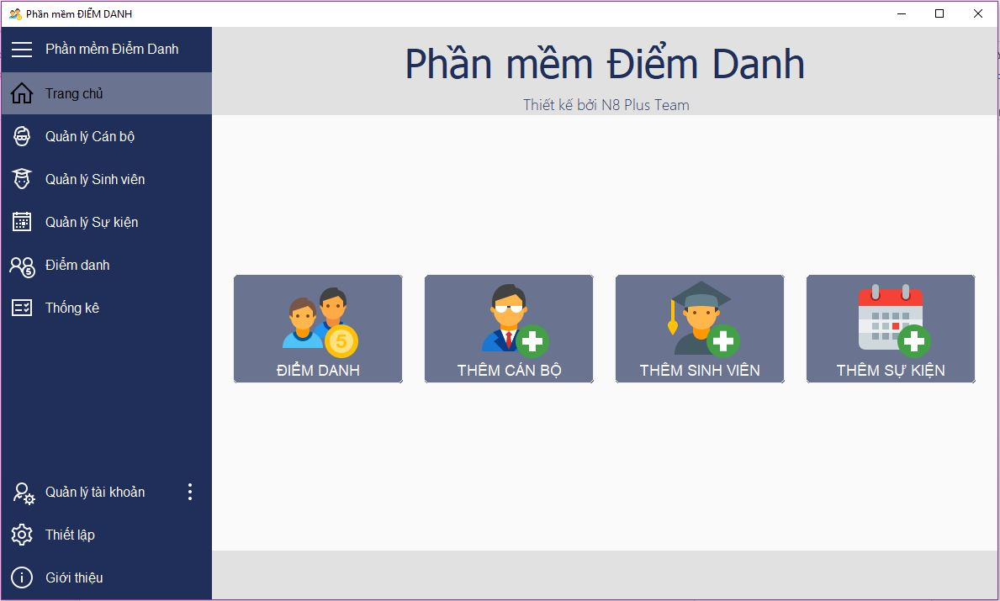 Phần mềm ĐIỂM DANH
Phần mềm Điểm Danh
Trang chủ
Quản lý Cán bộ
Quản lý Sinh viên
Quản lý Sự kiện
Điểm danh
5
Thống kê
Quản lý tài khoản
Thiết lập
Giới thiệu
Phần mềm Điểm Danh
Thiết kế bởi N8 Plus Team
5
ĐIỂM DANH
THÊM CÁN BỘ
THÊM SINH VIÊN
THÊM SỰ KIỆN